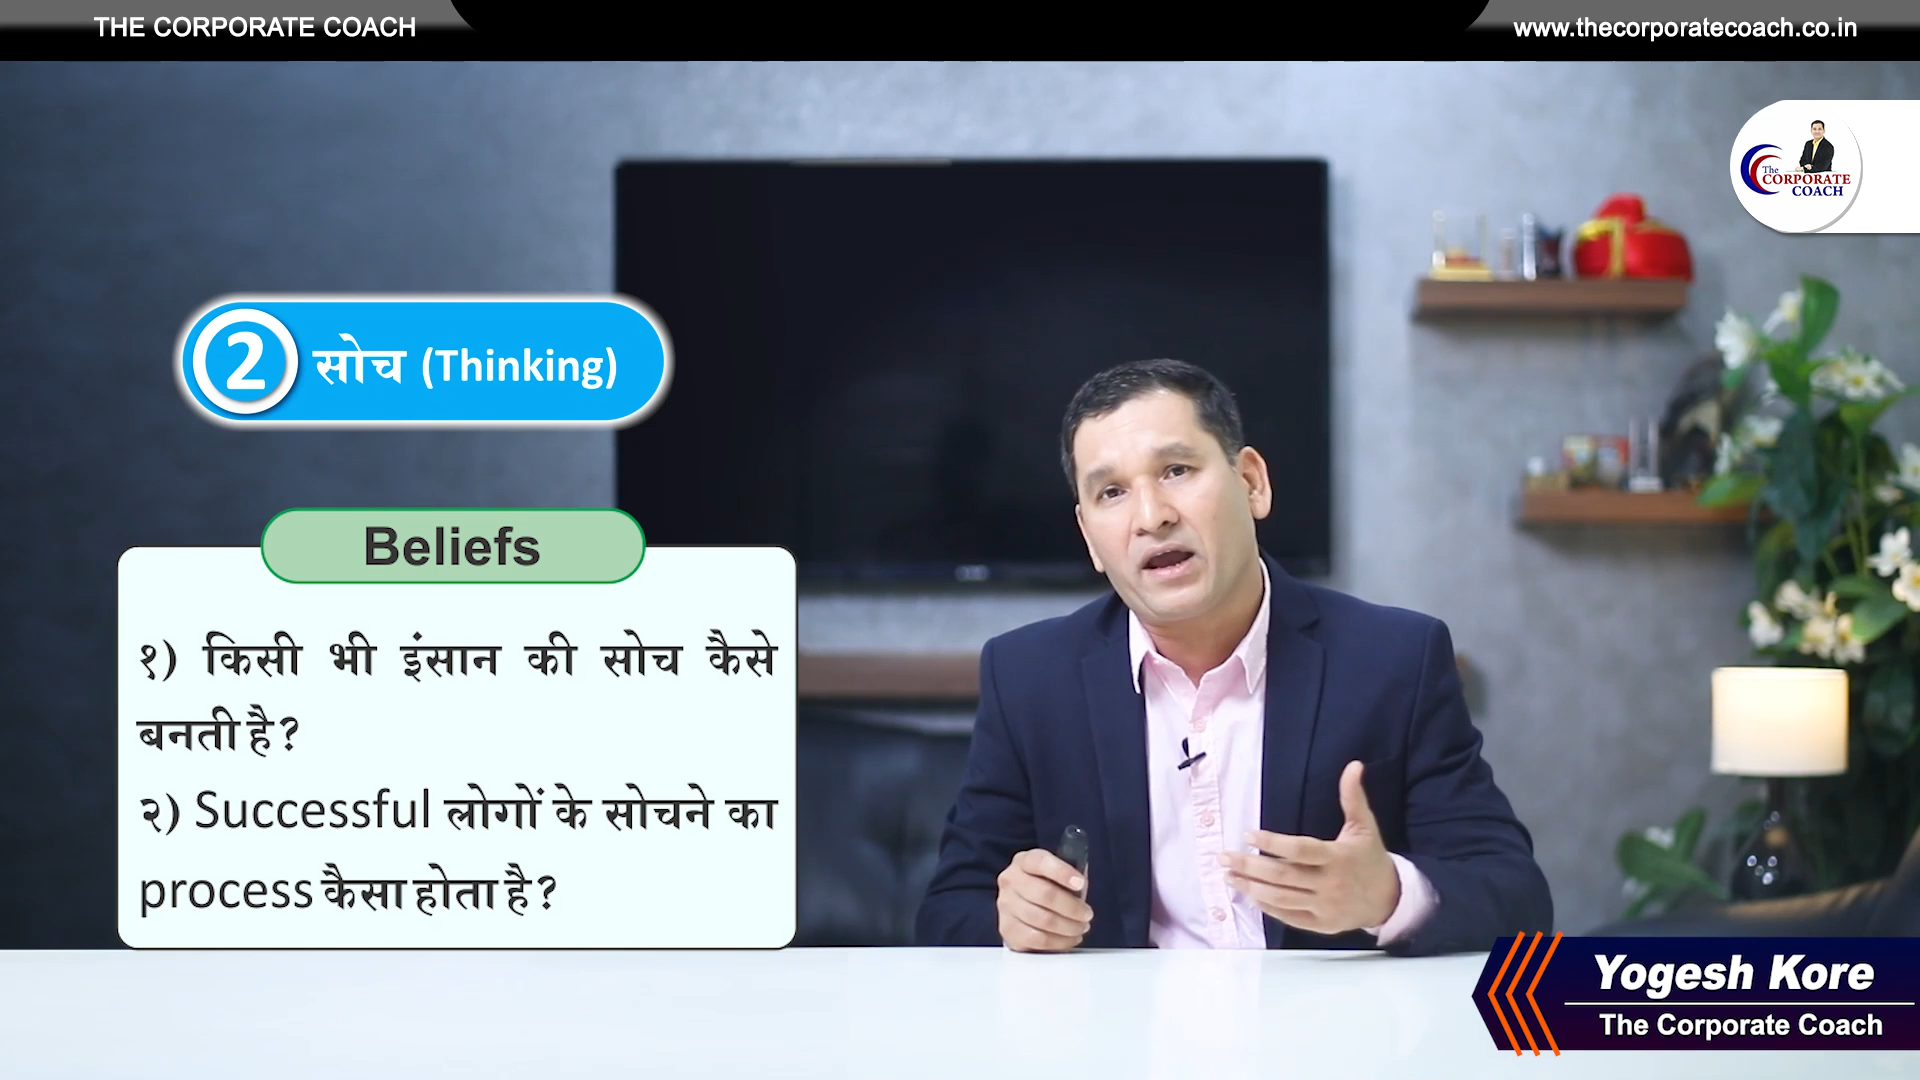 THE CORPORATE COACH
www.thecorporatecoach.co.in
The
CORPORATE
COACH
2 सोच (Thinking)
Beliefs
१) किसी भी इंसान की सोच कैसे
बनती है?
२) Successful लोगों के सोचने का
process कैसा होता है?
Yogesh Kore
The Corporate Coach